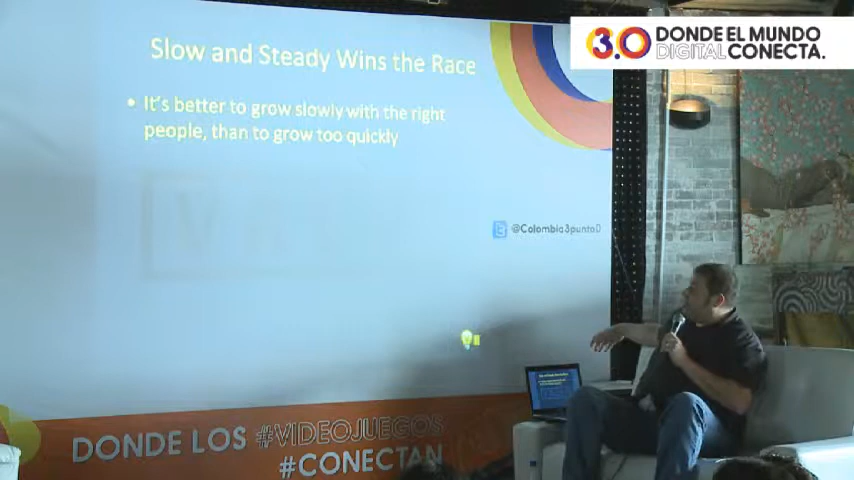 3.0 DONDE EL MUNDO
DIGITAL CONECTA.
Slow and Steady Wins the Race
• It's better to grow slowly with the right
people, than to grow too quickly
@Colombia3puntoD
DONDE LOS #VIDEOJUEGOS
#CONECTAN